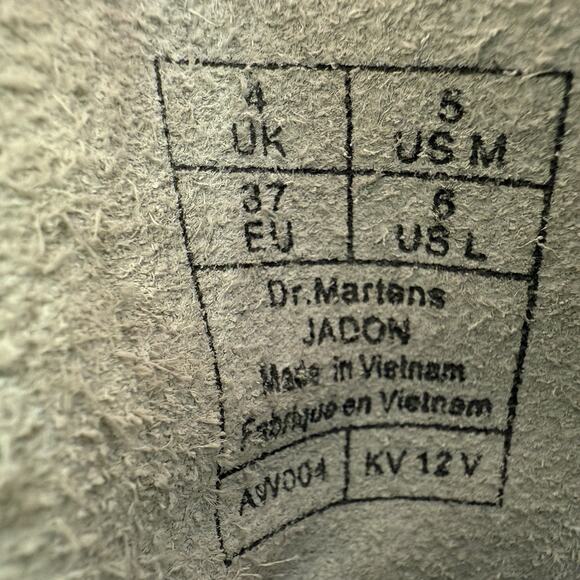 4 UK
5 US M
37 EU
6 US L
Dr.Martens
JADON
Made in Vietnam
Fabrique en Vietnam
AW004
KV 12 V